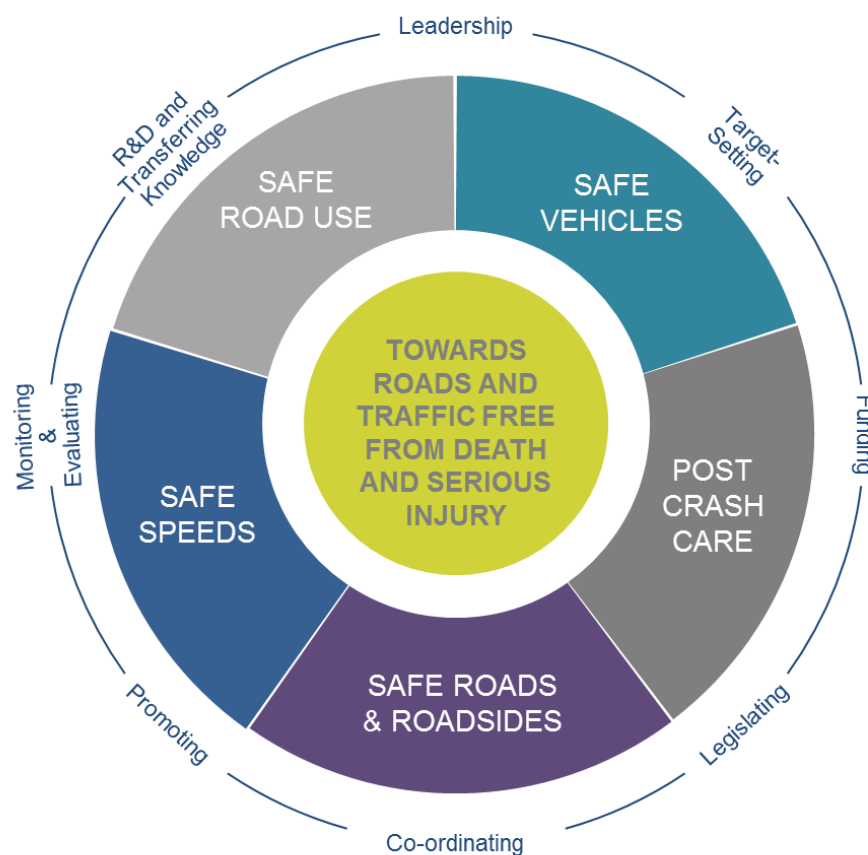 Leadership
Target-
Setting
Funding
Legislating
Co-ordinating
Promoting
Monitoring
&
Evaluating
R&D and
Transferring
Knowledge
SAFE
ROAD USE
SAFE
VEHICLES
POST
CRASH
CARE
SAFE ROADS
& ROADSIDES
SAFE
SPEEDS
TOWARDS
ROADS AND
TRAFFIC FREE
FROM DEATH
AND SERIOUS
INJURY